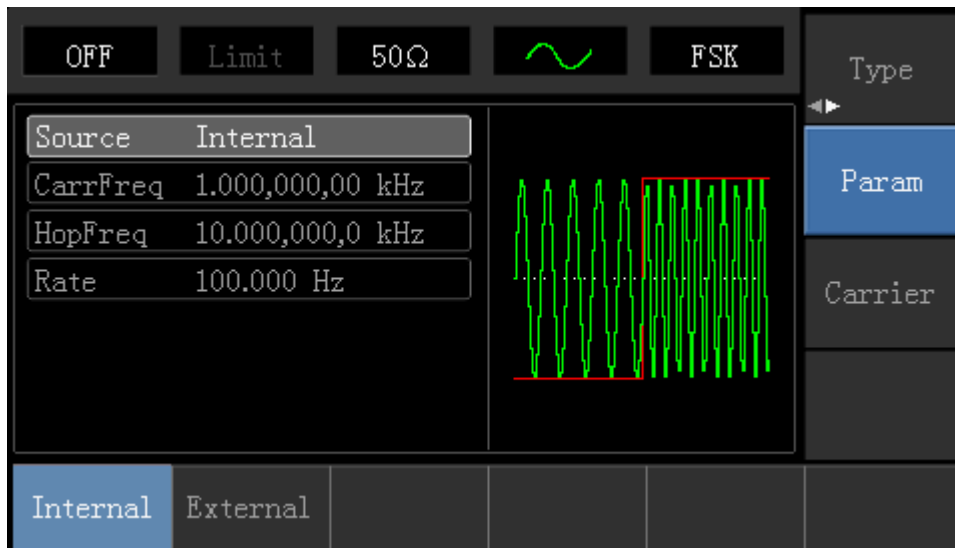 OFF Limit 50Ω FSK
Type
Source Internal
CarrFreq 1.000,000,00 kHz
HopFreq 10.000,000,0 kHz
Rate 100.000 Hz
Param
Carrier
Internal External